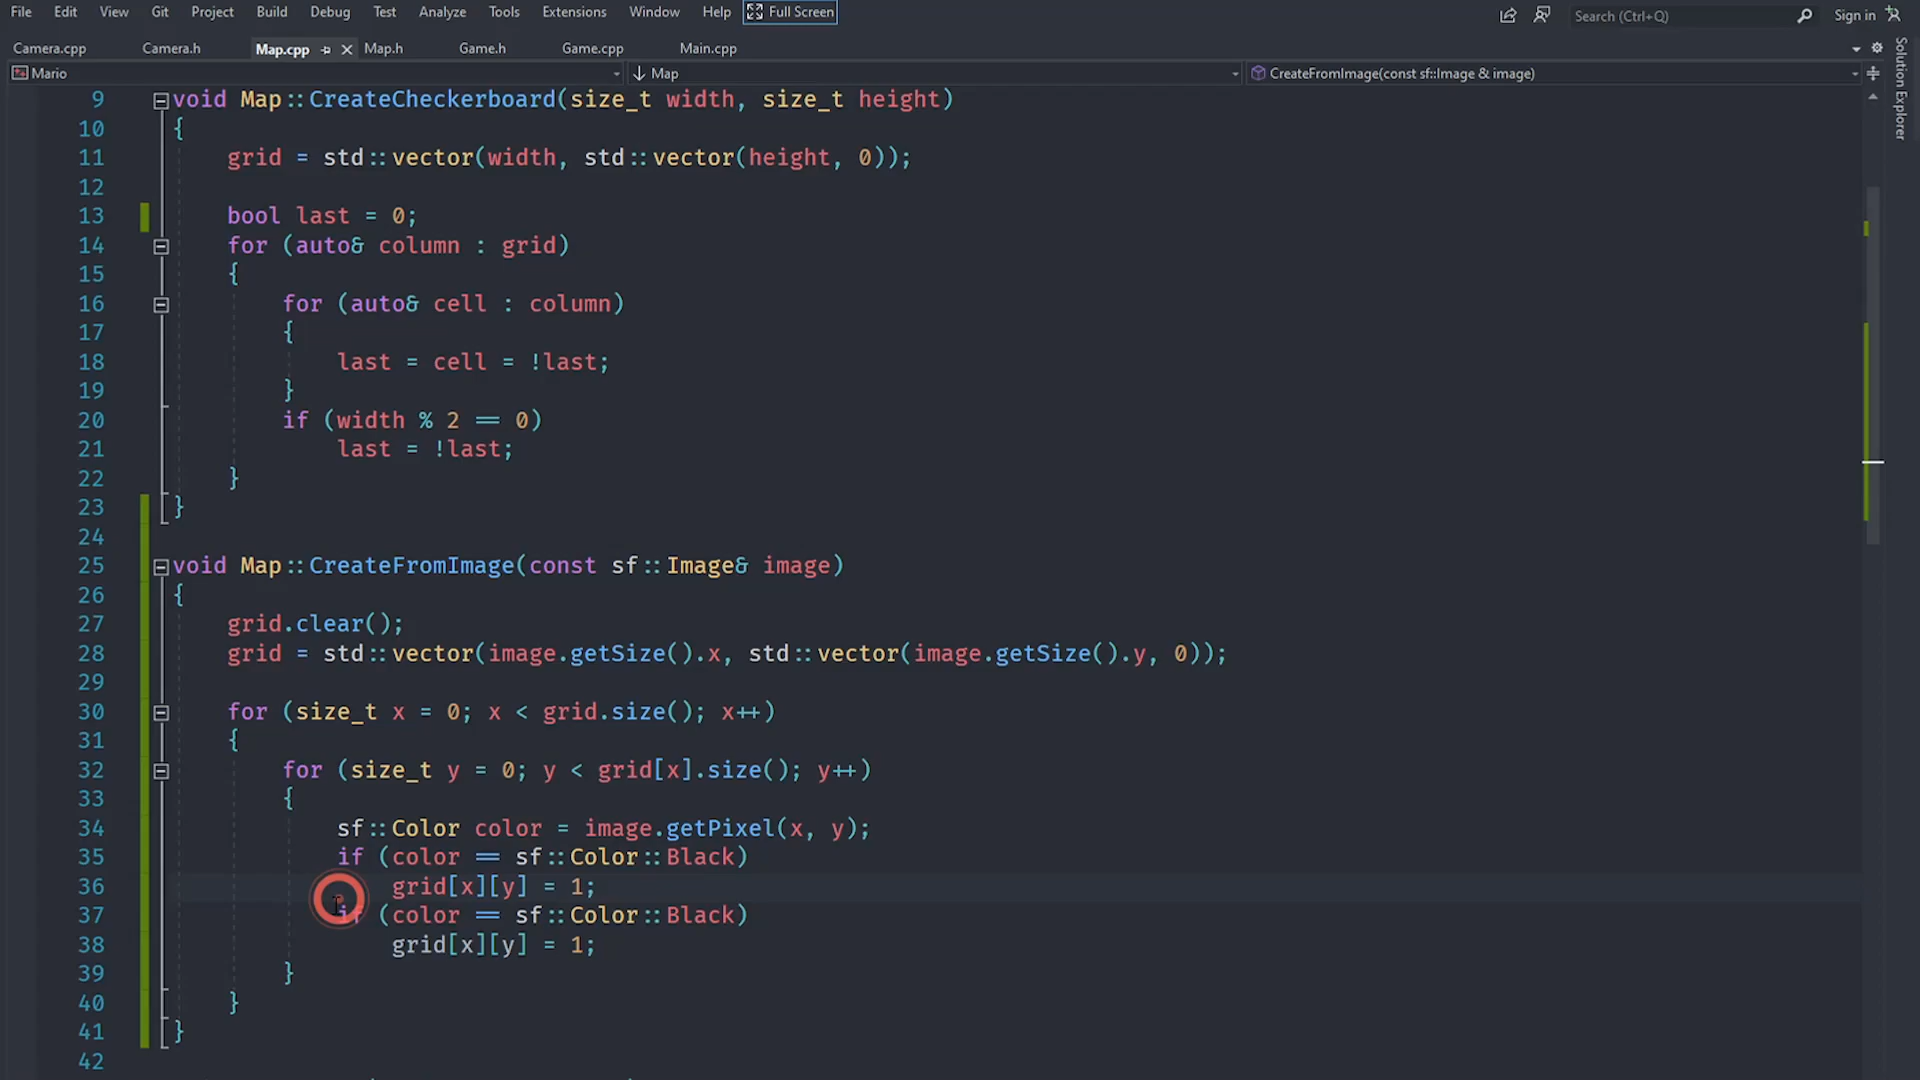 File Edit View Git Project Build Debug Test Analyze Tools Extensions Window Help Full Screen Search (Ctrl+Q) Sign in
Camera.cpp Camera.h Map.cpp Map.h Game.h Game.cpp Main.cpp
Mario Map CreateFromImage(const sf::Image & image)
Solution Explorer
9 void Map::CreateCheckerboard(size_t width, size_t height)
10 {
11 grid = std::vector(width, std::vector(height, 0));
12
13 bool last = 0;
14 for (auto& column : grid)
15 {
16 for (auto& cell : column)
17 {
18 last = cell = !last;
19 }
20 if (width % 2 == 0)
21 last = !last;
22 }
23 }
24
25 void Map::CreateFromImage(const sf::Image& image)
26 {
27 grid.clear();
28 grid = std::vector(image.getSize().x, std::vector(image.getSize().y, 0));
29
30 for (size_t x = 0; x < grid.size(); x++)
31 {
32 for (size_t y = 0; y < grid[x].size(); y++)
33 {
34 sf::Color color = image.getPixel(x, y);
35 if (color == sf::Color::Black)
36 grid[x][y] = 1;
37 if (color == sf::Color::Black)
38 grid[x][y] = 1;
39 }
40 }
41 }
42